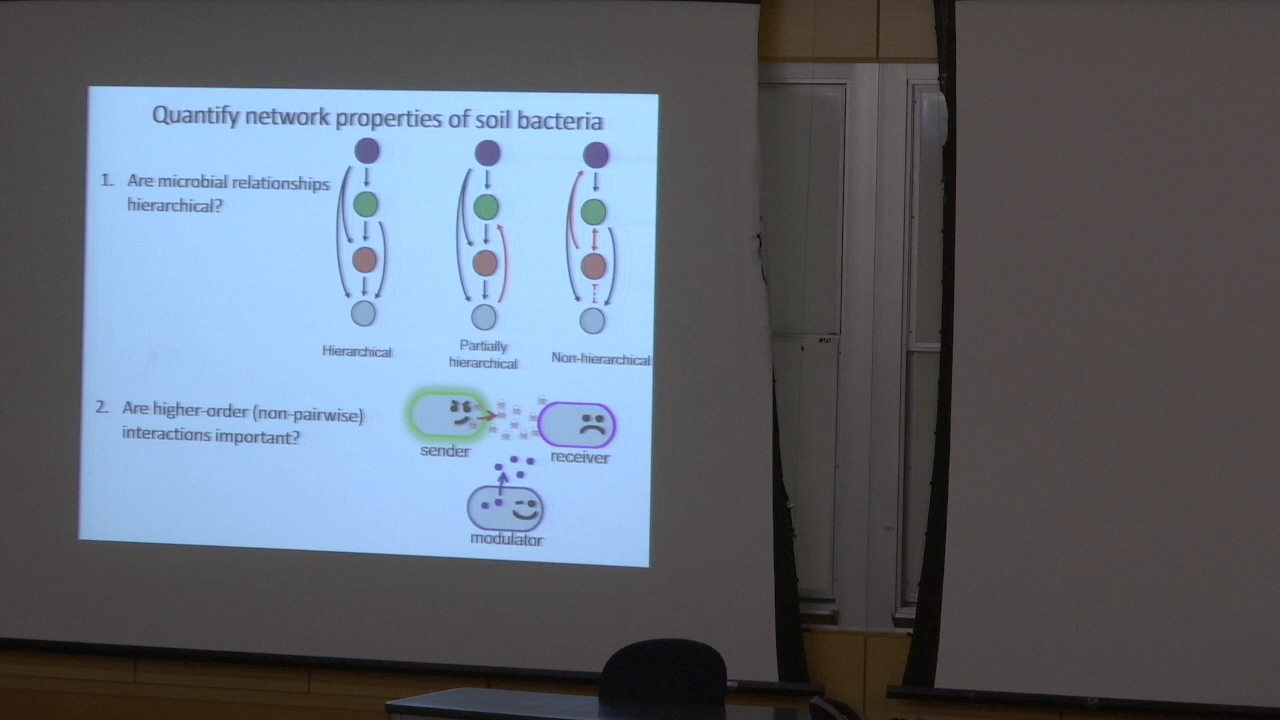 Quantify network properties of soil bacteria
1. Are microbial relationships
hierarchical?
Hierarchical
Partially
hierarchical
Non-hierarchical
2. Are higher-order (non-pairwise)
interactions important?
sender
receiver
modulator